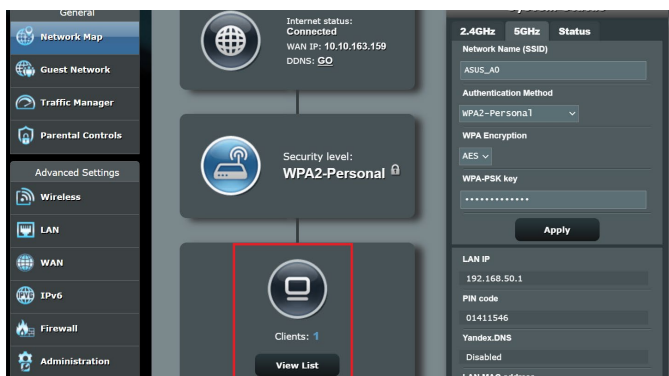 General
Network Map
Guest Network
Traffic Manager
Parental Controls
Advanced Settings
Wireless
LAN
WAN
IPv6
Firewall
Administration
Internet status:
Connected
WAN IP: 10.10.163.159
DDNS: GO
Security level:
WPA2-Personal
Clients: 1
View List
2.4GHz 5GHz Status
Network Name (SSID)
ASUS_A0
Authentication Method
WPA2-Personal
WPA Encryption
AES
WPA-PSK key
•••••••••••••
Apply
LAN IP
192.168.50.1
PIN code
01411546
Yandex.DNS
Disabled
LAN MAC address